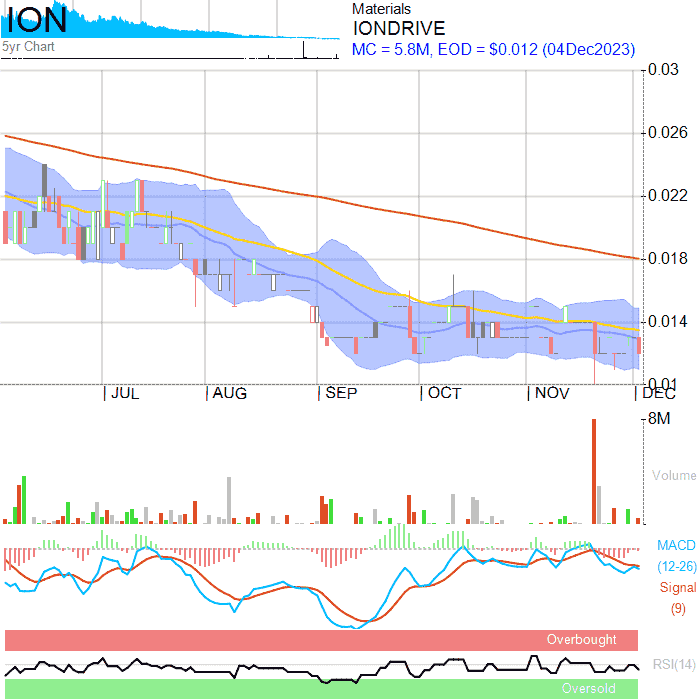 ION
5yr Chart
Materials
IONDRIVE
MC = 5.8M, EOD = $0.012 (04Dec2023)
0.03
0.026
0.022
0.018
0.014
0.01
JUL AUG SEP OCT NOV DEC
8M
Volume
MACD
(12-26)
Signal
(9)
Overbought
RSI(14)
Oversold